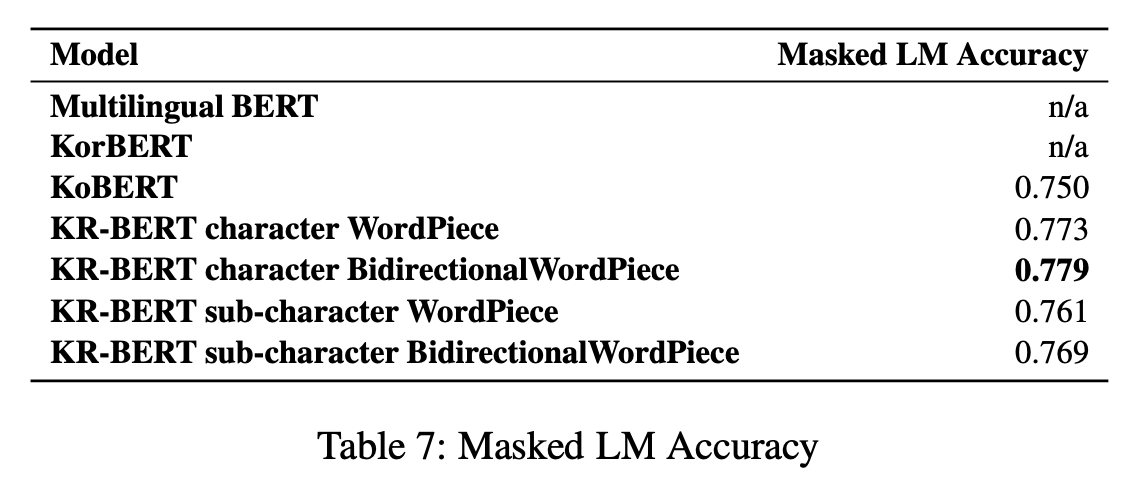 Model Masked LM Accuracy
Multilingual BERT n/a
KorBERT n/a
KoBERT 0.750
KR-BERT character WordPiece 0.773
KR-BERT character BidirectionalWordPiece 0.779
KR-BERT sub-character WordPiece 0.761
KR-BERT sub-character BidirectionalWordPiece 0.769
Table 7: Masked LM Accuracy